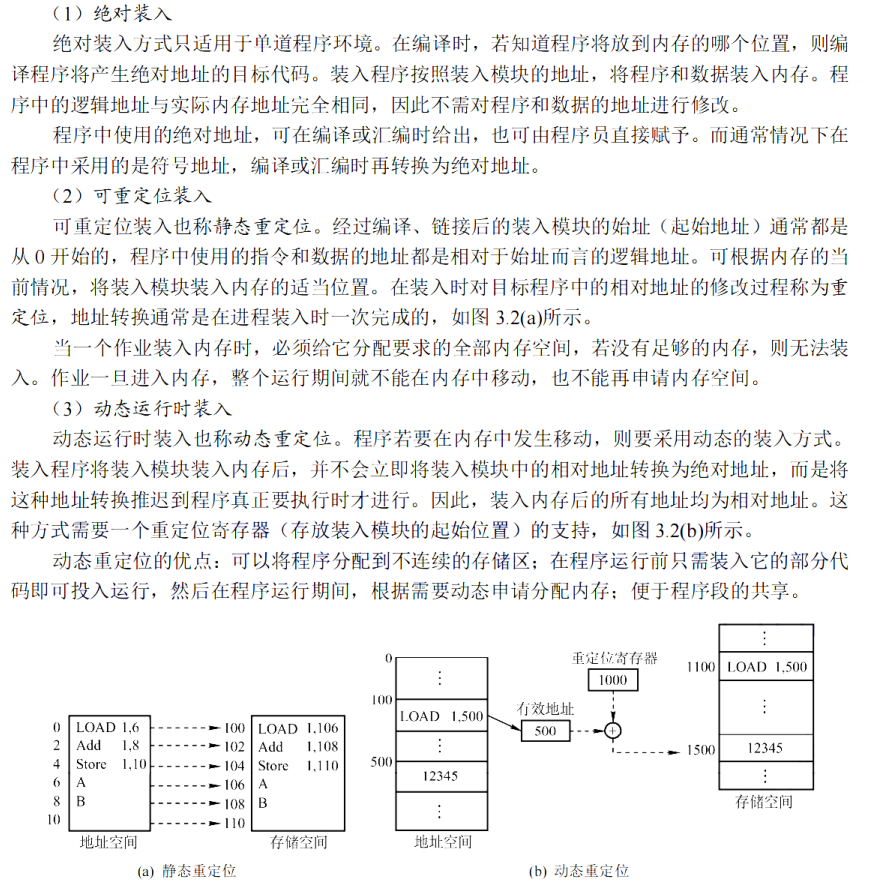 (1)绝对装入
绝对装入方式只适用于单道程序环境。在编译时，若知道程序将放到内存的哪个位置，则编
译程序将产生绝对地址的目标代码。装入程序按照装入模块的地址，将程序和数据装入内存。程
序中的逻辑地址与实际内存地址完全相同，因此不需对程序和数据的地址进行修改。
程序中使用的绝对地址，可在编译或汇编时给出，也可由程序员直接赋予。而通常情况下在
程序中采用的是符号地址，编译或汇编时再转换为绝对地址。
(2)可重定位装入
可重定位装入也称静态重定位。经过编译、链接后的装入模块的始址（起始地址）通常都是
从 0 开始的，程序中使用的指令和数据的地址都是相对于始址而言的逻辑地址。可根据内存的当
前情况，将装入模块装入内存的适当位置。在装入时对目标程序中的相对地址的修改过程称为重
定位，地址转换通常是在进程装入时一次完成的，如图 3.2(a)所示。
当一个作业装入内存时，必须给它分配要求的全部内存空间，若没有足够的内存，则无法装
入。作业一旦进入内存，整个运行期间就不能在内存中移动，也不能再申请内存空间。
(3)动态运行时装入
动态运行时装入也称动态重定位。程序若要在内存中发生移动，则要采用动态的装入方式。
装入程序将装入模块装入内存后，并不会立即将装入模块中的相对地址转换为绝对地址，而是将
这种地址转换推迟到程序真正要执行时才进行。因此，装入内存后的所有地址均为相对地址。这
种方式需要一个重定位寄存器（存放装入模块的起始位置）的支持，如图 3.2(b)所示。
动态重定位的优点：可以将程序分配到不连续的存储区；在程序运行前只需装入它的部分代
码即可投入运行，然后在程序运行期间，根据需要动态申请分配内存；便于程序段的共享。
0 LOAD 1,6 100 LOAD 1,106
2 Add 1,8 102 Add 1,108
4 Store 1,10 104 Store 1,110
6 A 106 A
8 B 108 B
10 110
地址空间 存储空间
(a) 静态重定位
0
⋮
100
LOAD 1,500
⋮
500
12345
⋮
地址空间
有效地址
500
重定位寄存器
1000
+
⋮
1100 LOAD 1,500
⋮
1500 12345
⋮
存储空间
(b) 动态重定位